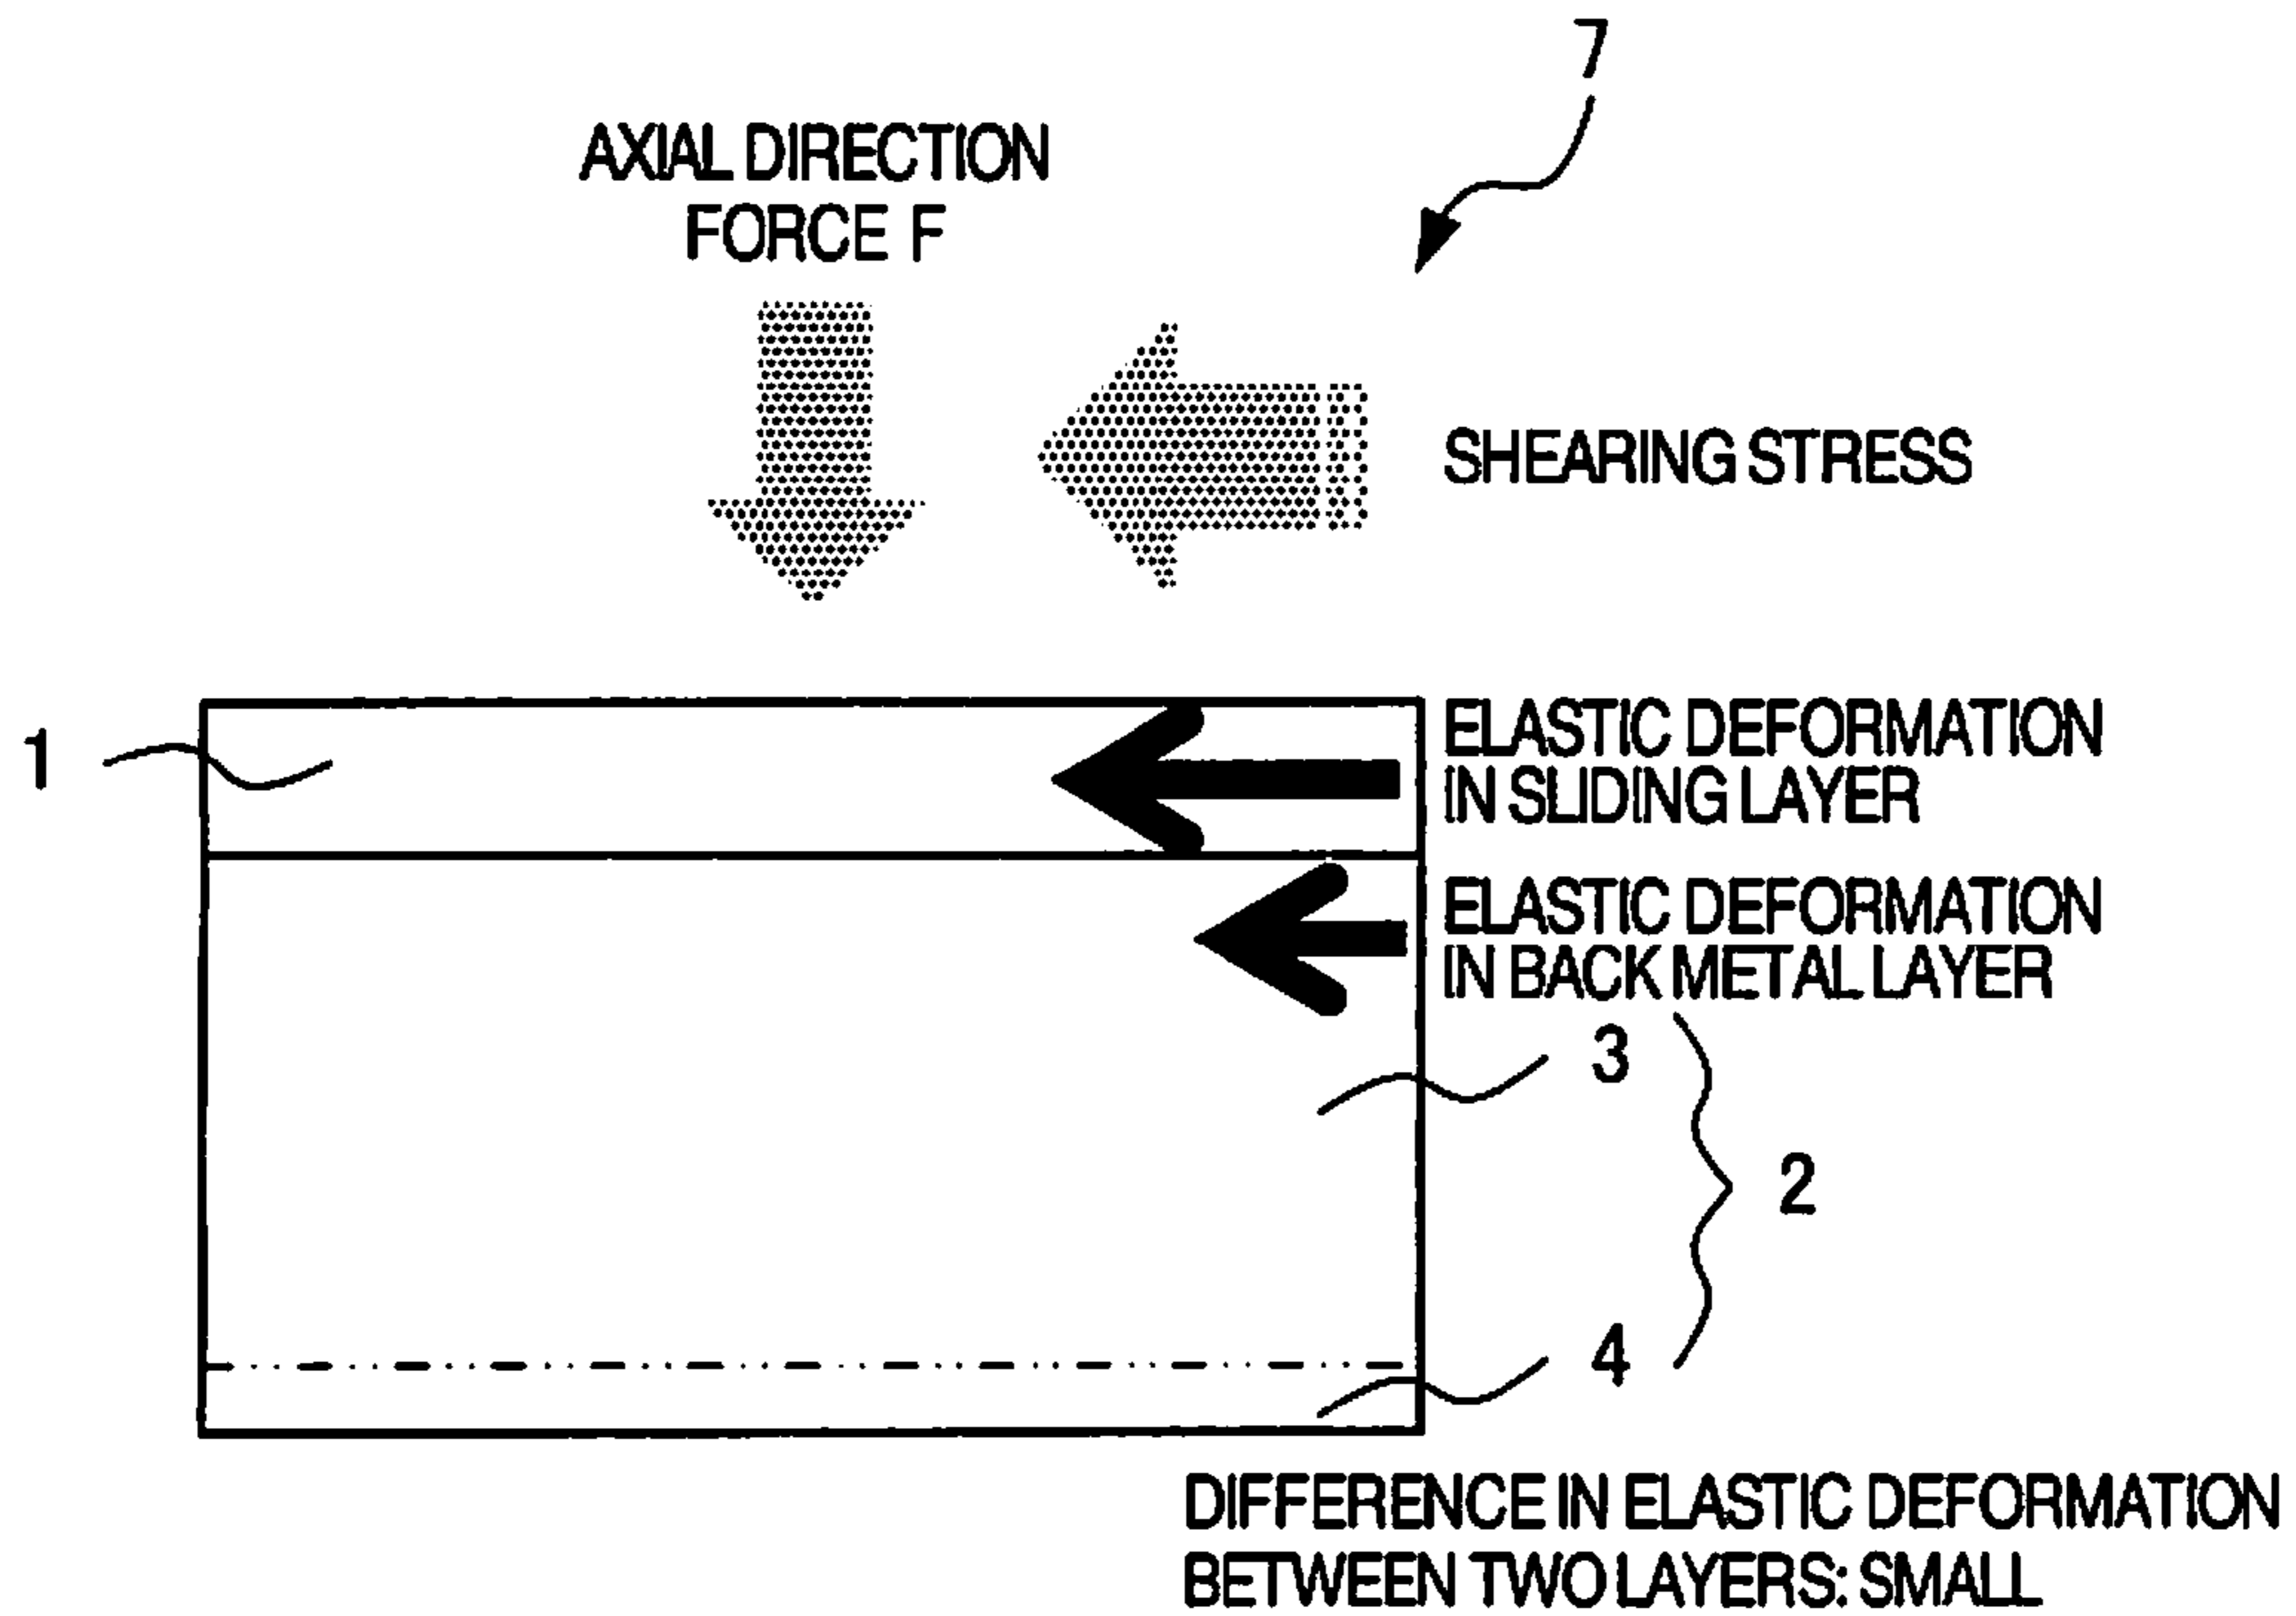 7
AXIAL DIRECTION
FORCE F
SHEARING STRESS
1
ELASTIC DEFORMATION
IN SLIDING LAYER
ELASTIC DEFORMATION
IN BACK METAL LAYER
3
2
4
DIFFERENCE IN ELASTIC DEFORMATION
BETWEEN TWO LAYERS: SMALL